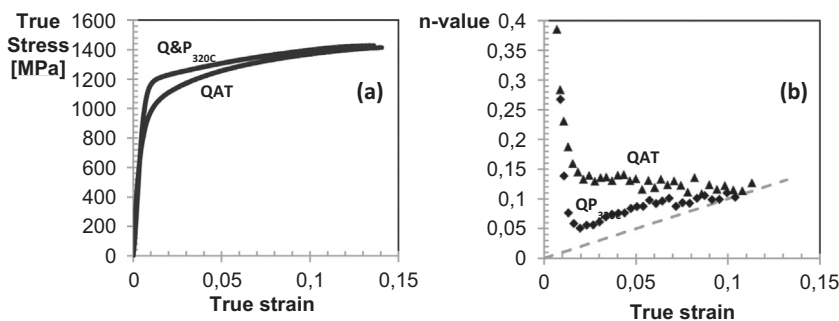 True Stress [MPa]
1600
1400
1200
1000
800
600
400
200
0
Q&P320C
QAT
(a)
0 0,05 0,1 0,15
True strain
n-value
0,4
0,35
0,3
0,25
0,2
0,15
0,1
0,05
0
(b)
QAT
QP320C
0 0,05 0,1 0,15
True strain